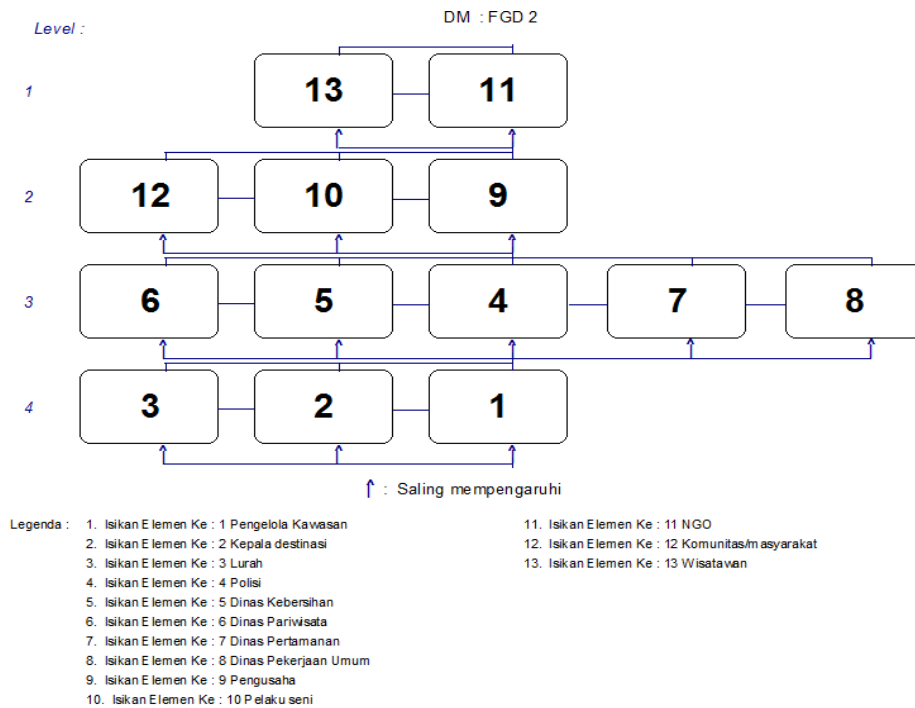 DM : FGD 2
Level :
1
13
11
2
12
10
9
3
6
5
4
7
8
4
3
2
1
: Saling mempengaruhi
Legenda : 1. Isikan Elemen Ke : 1 Pengelola Kawasan
2. Isikan Elemen Ke : 2 Kepala destinasi
3. Isikan Elemen Ke : 3 Lurah
4. Isikan Elemen Ke : 4 Polisi
5. Isikan Elemen Ke : 5 Dinas Kebersihan
6. Isikan Elemen Ke : 6 Dinas Pariwisata
7. Isikan Elemen Ke : 7 Dinas Pertamanan
8. Isikan Elemen Ke : 8 Dinas Pekerjaan Umum
9. Isikan Elemen Ke : 9 Pengusaha
10. Isikan Elemen Ke : 10 Pelaku seni
11. Isikan Elemen Ke : 11 NGO
12. Isikan Elemen Ke : 12 Komunitas/masyarakat
13. Isikan Elemen Ke : 13 Wisatawan